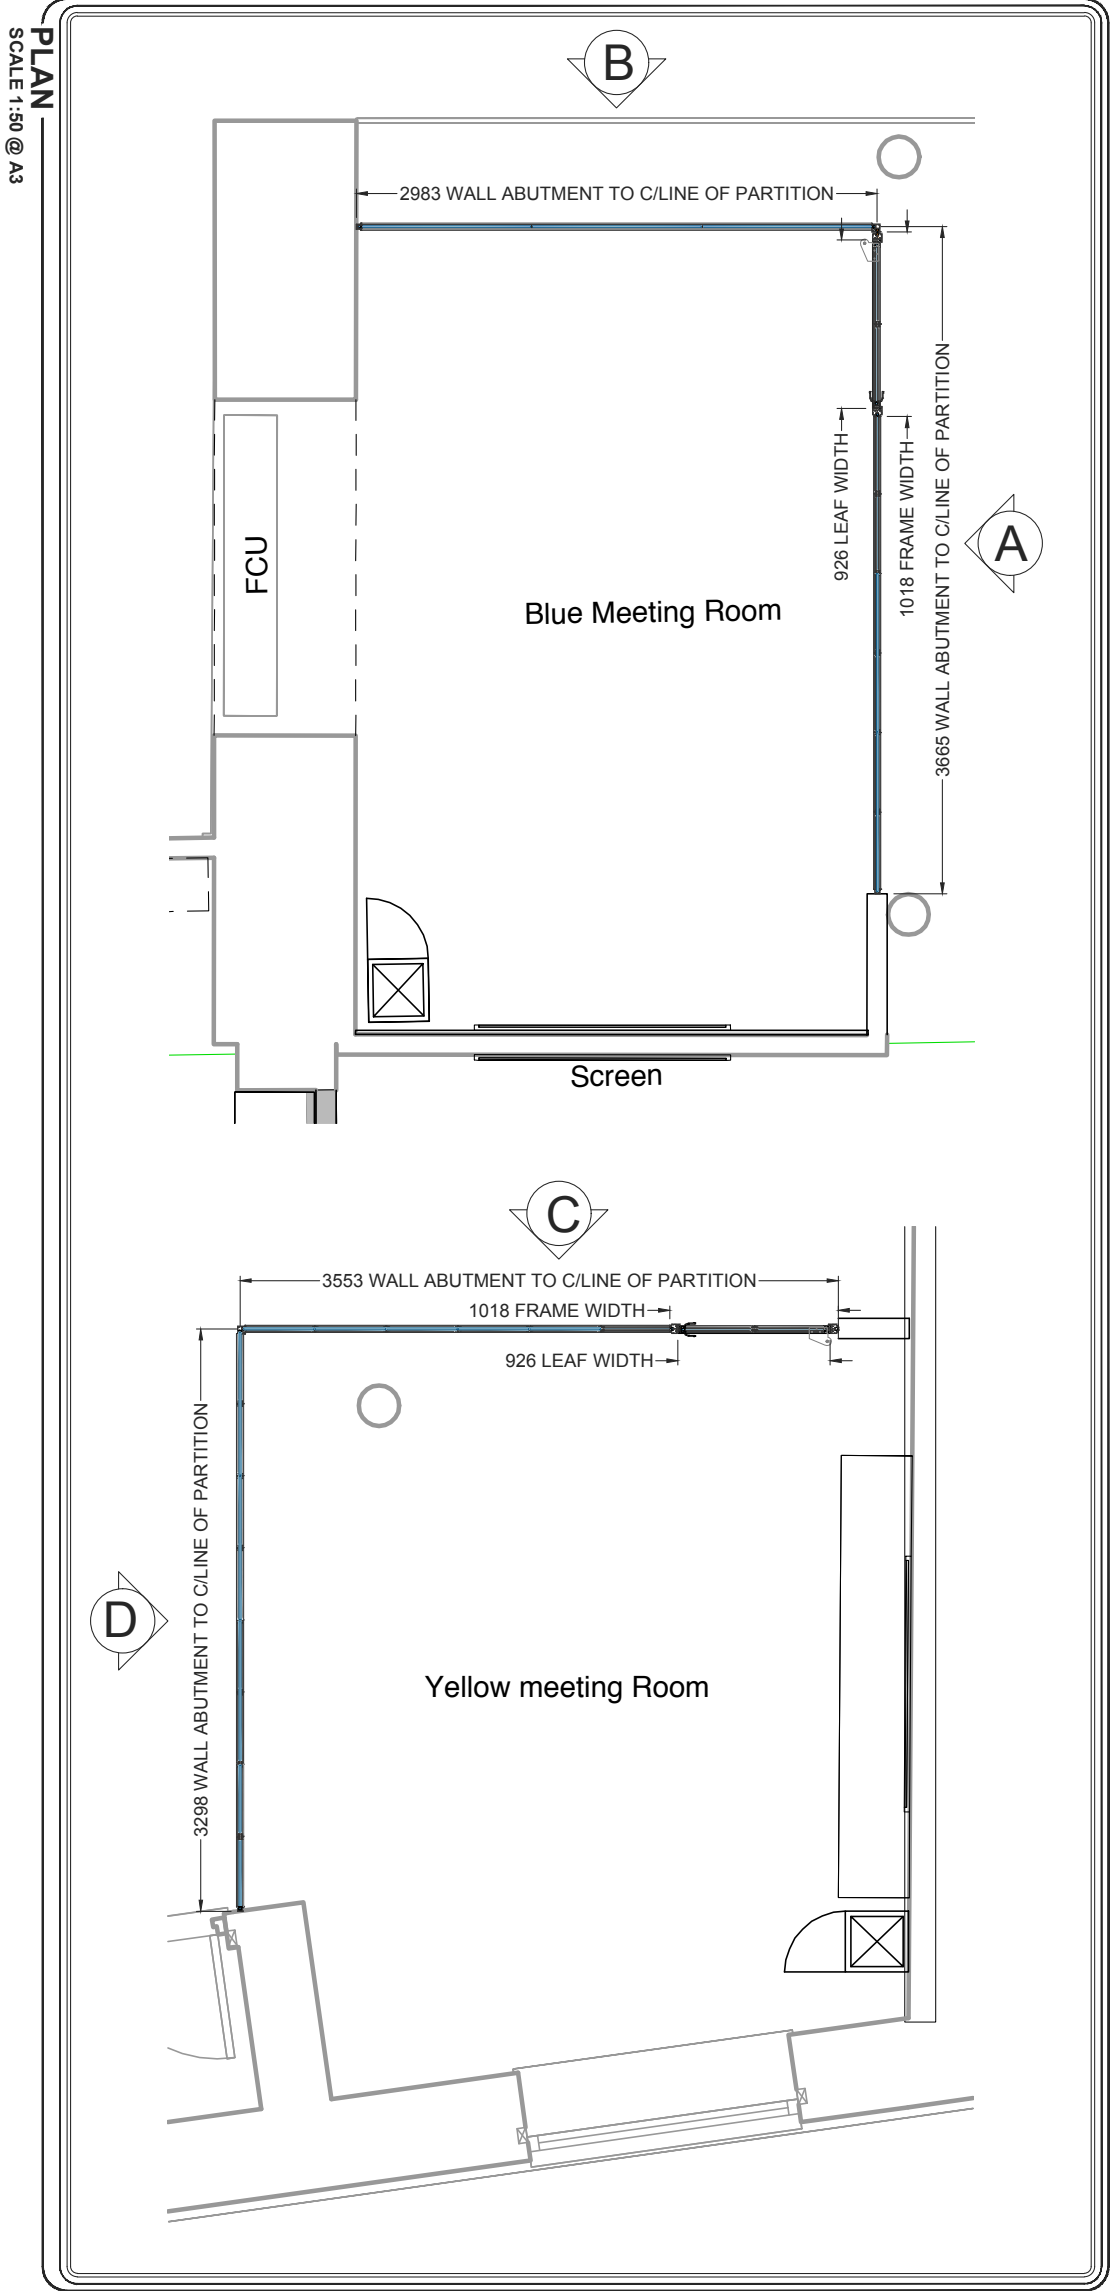 PLAN
SCALE 1:50 @ A3
B
2983 WALL ABUTMENT TO C/LINE OF PARTITION
926 LEAF WIDTH
1018 FRAME WIDTH
3665 WALL ABUTMENT TO C/LINE OF PARTITION
A
FCU
Blue Meeting Room
Screen
C
3553 WALL ABUTMENT TO C/LINE OF PARTITION
1018 FRAME WIDTH
926 LEAF WIDTH
3298 WALL ABUTMENT TO C/LINE OF PARTITION
D
Yellow meeting Room